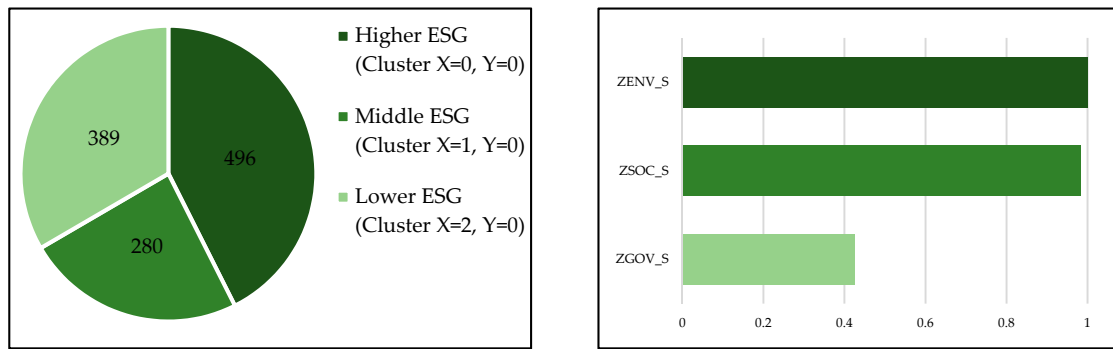 Higher ESG
(Cluster X=0, Y=0)
Middle ESG
(Cluster X=1, Y=0)
Lower ESG
(Cluster X=2, Y=0)
389
496
280
ZENV_S
ZSOC_S
ZGOV_S
0 0.2 0.4 0.6 0.8 1